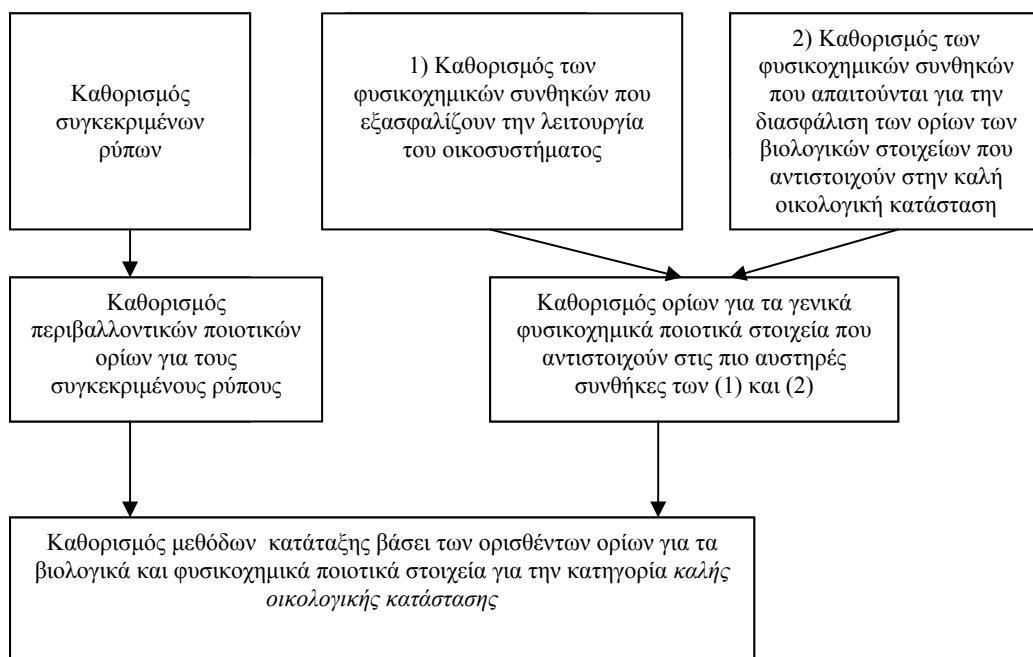 Καθορισμός
συγκεκριμένων
ρύπων
1) Καθορισμός των
φυσικοχημικών συνθηκών που
εξασφαλίζουν την λειτουργία
του οικοσυστήματος
2) Καθορισμός των
φυσικοχημικών συνθηκών
που απαιτούνται για την
διασφάλιση των ορίων των
βιολογικών στοιχείων που
αντιστοιχούν στην καλή
οικολογική κατάσταση
Καθορισμός
περιβαλλοντικών ποιοτικών
ορίων για τους
συγκεκριμένους ρύπους
Καθορισμός ορίων για τα γενικά
φυσικοχημικά ποιοτικά στοιχεία που
αντιστοιχούν στις πιο αυστηρές
συνθήκες των (1) και (2)
Καθορισμός μεθόδων κατάταξης βάσει των ορισθέντων ορίων για τα
βιολογικά και φυσικοχημικά ποιοτικά στοιχεία για την κατηγορία καλής
οικολογικής κατάστασης